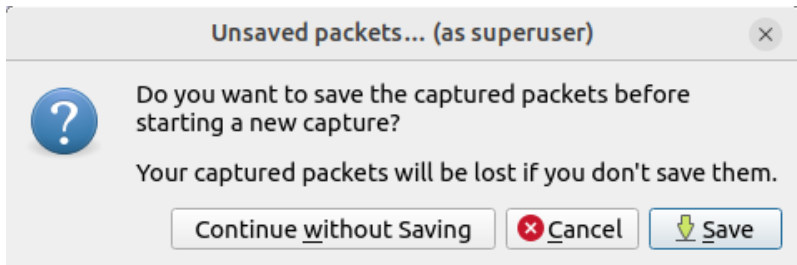 Unsaved packets... (as superuser)
Do you want to save the captured packets before
starting a new capture?
Your captured packets will be lost if you don't save them.
Continue without Saving
Cancel
Save